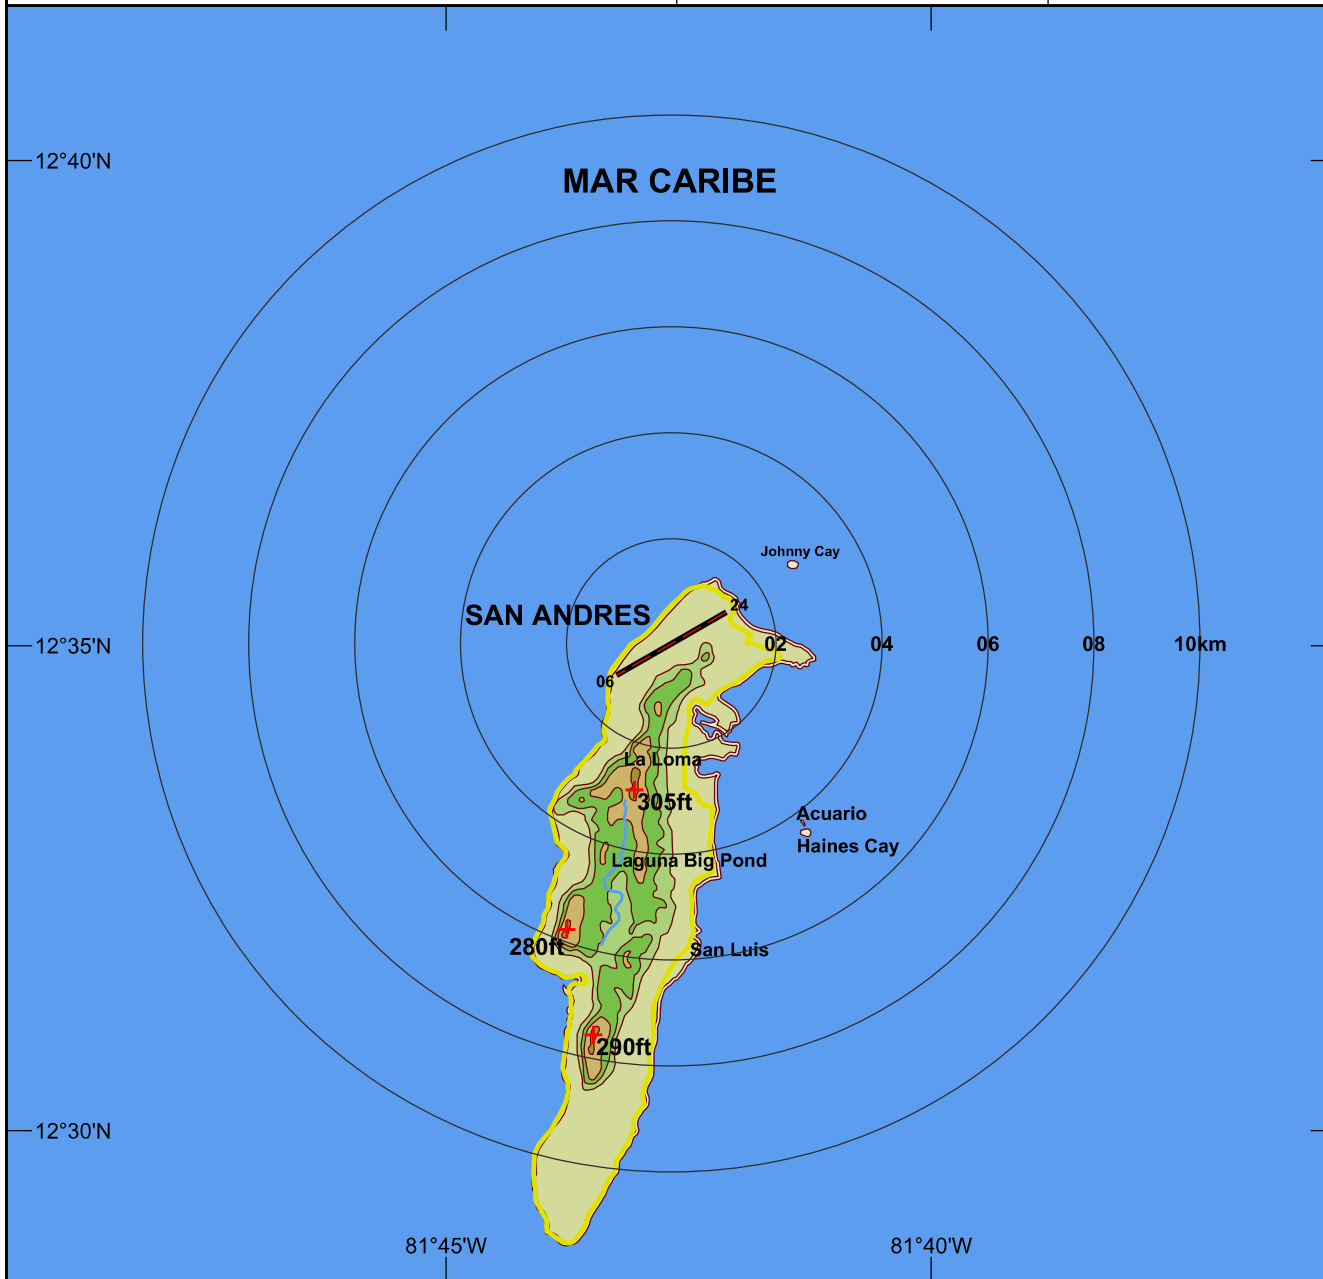 12°40'N
MAR CARIBE
Johnny Cay
SAN ANDRES
24
12°35'N
02
04
06
08
10km
06
La Loma
305ft
Acuario
Haines Cay
Laguna Big Pond
280ft
San Luis
290ft
12°30'N
81°45'W
81°40'W